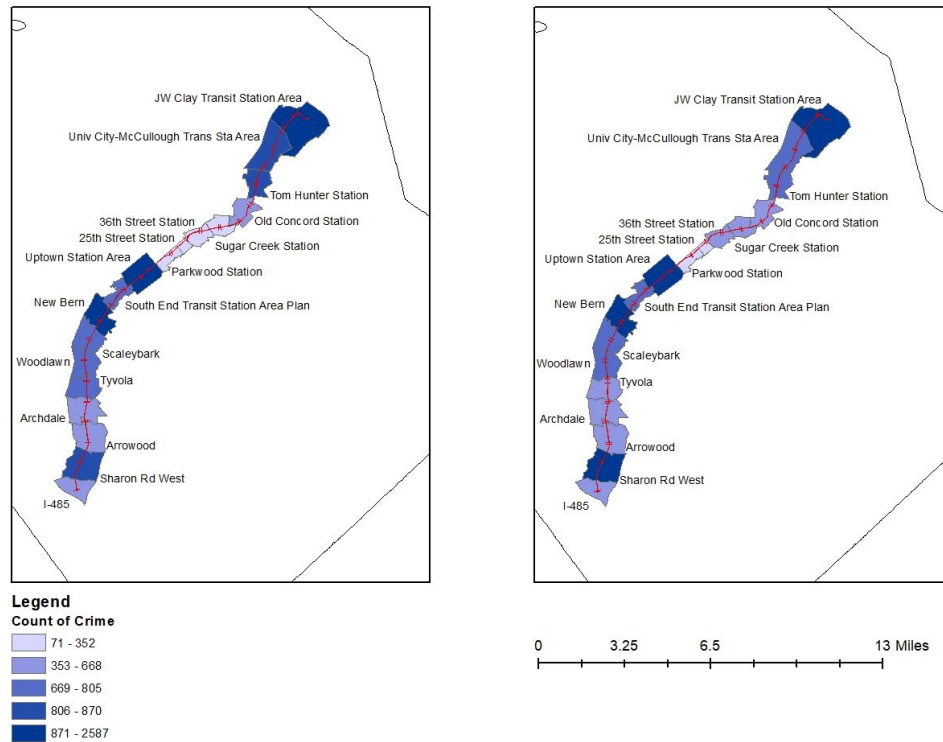 JW Clay Transit Station Area
Univ City-McCullough Trans Sta Area
Tom Hunter Station
36th Street Station
Old Concord Station
25th Street Station
Sugar Creek Station
Uptown Station Area
Parkwood Station
New Bern
South End Transit Station Area Plan
Scaleybark
Woodlawn
Tyvola
Archdale
Arrowood
Sharon Rd West
I-485
JW Clay Transit Station Area
Univ City-McCullough Trans Sta Area
Tom Hunter Station
36th Street Station
Old Concord Station
25th Street Station
Sugar Creek Station
Uptown Station Area
Parkwood Station
New Bern
South End Transit Station Area Plan
Scaleybark
Woodlawn
Tyvola
Archdale
Arrowood
Sharon Rd West
I-485
Legend
Count of Crime
71 - 352
353 - 668
669 - 805
806 - 870
871 - 2587
0 3.25 6.5 13 Miles